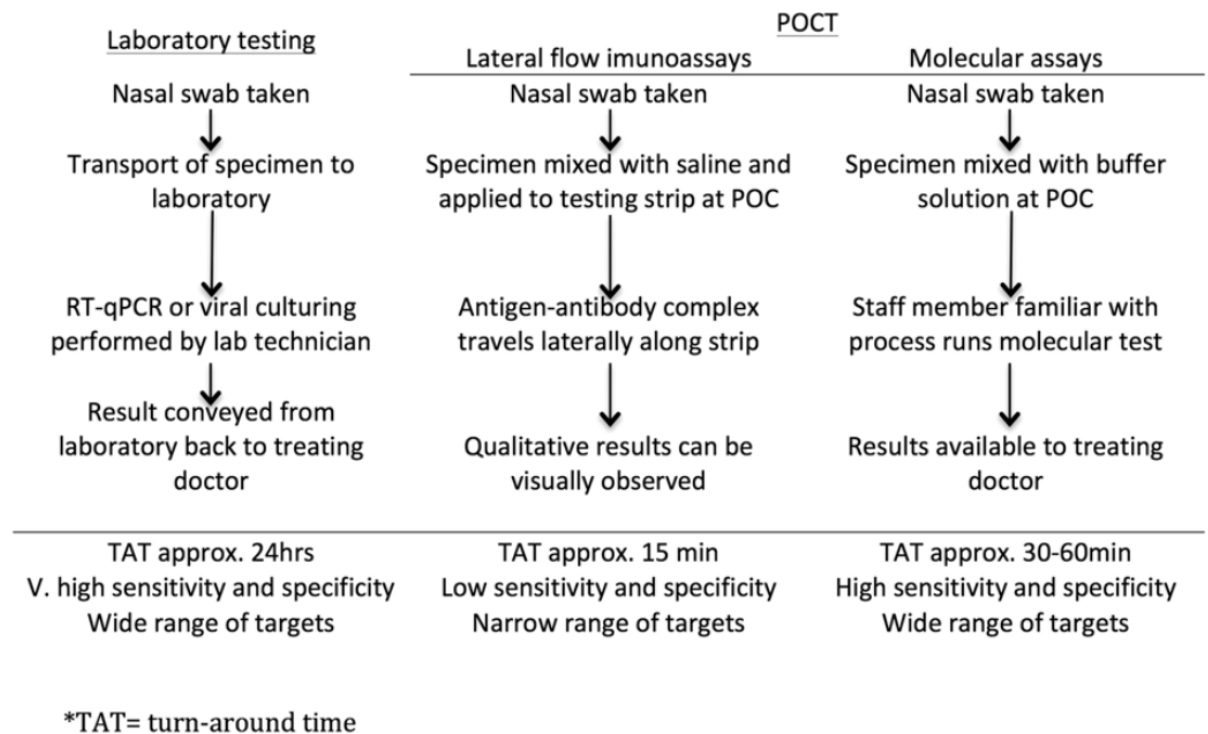 Laboratory testing
Nasal swab taken
Transport of specimen to
laboratory
RT-qPCR or viral culturing
performed by lab technician
Result conveyed from
laboratory back to treating
doctor
TAT approx. 24hrs
V. high sensitivity and specificity
Wide range of targets
POCT
Lateral flow imunoassays
Nasal swab taken
Specimen mixed with saline and
applied to testing strip at POC
Antigen-antibody complex
travels laterally along strip
Qualitative results can be
visually observed
TAT approx. 15 min
Low sensitivity and specificity
Narrow range of targets
Molecular assays
Nasal swab taken
Specimen mixed with buffer
solution at POC
Staff member familiar with
process runs molecular test
Results available to treating
doctor
TAT approx. 30-60min
High sensitivity and specificity
Wide range of targets
*TAT= turn-around time